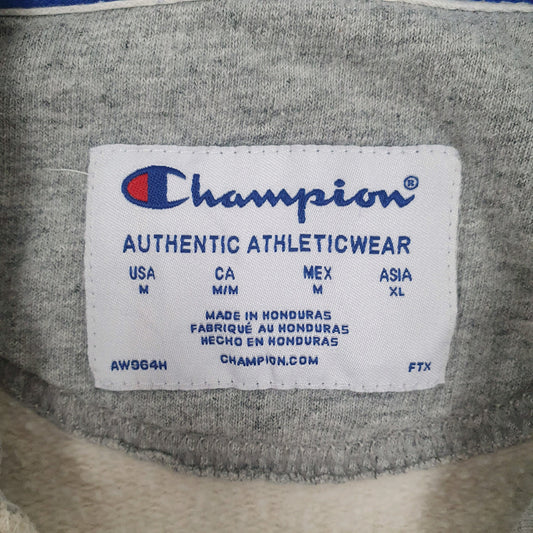 Champion®
AUTHENTIC ATHLETICWEAR
USA CA MEX ASIA
M M/M M XL
MADE IN HONDURAS
FABRIQUÉ AU HONDURAS
HECHO EN HONDURAS
AW964H CHAMPION.COM FTX